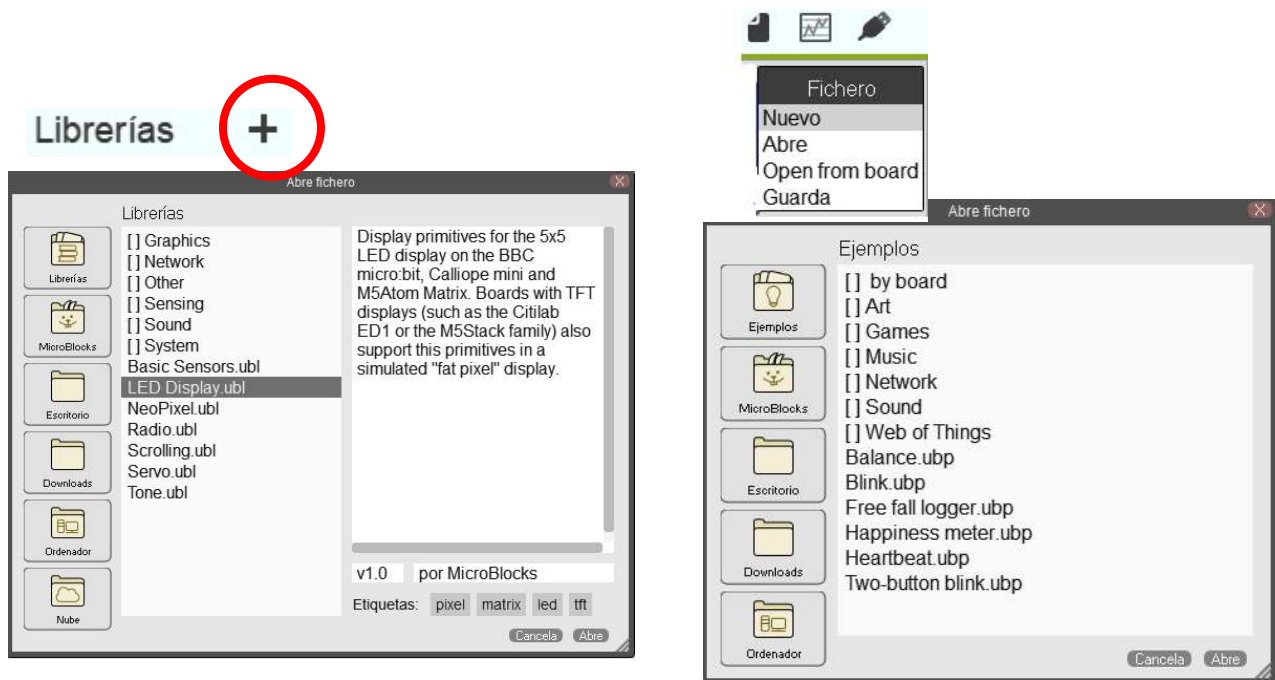 Librerías +
Abre fichero
Librerías
Librerías
MicroBlocks
Escritorio
Downloads
Ordenador
Nube
[ ] Graphics
[ ] Network
[ ] Other
[ ] Sensing
[ ] Sound
[ ] System
Basic Sensors.ubl
LED Display.ubl
NeoPixel.ubl
Radio.ubl
Scrolling.ubl
Servo.ubl
Tone.ubl
Display primitives for the 5x5
LED display on the BBC
micro:bit, Calliope mini and
M5Atom Matrix. Boards with TFT
displays (such as the Citilab
ED1 or the M5Stack family) also
support this primitives in a
simulated "fat pixel" display.
v1.0 por MicroBlocks
Etiquetas: pixel matrix led tft
Cancela Abre
Fichero
Nuevo
Abre
Open from board
Guarda
Abre fichero
Ejemplos
Ejemplos
MicroBlocks
Escritorio
Downloads
Ordenador
[ ] by board
[ ] Art
[ ] Games
[ ] Music
[ ] Network
[ ] Sound
[ ] Web of Things
Balance.ubp
Blink.ubp
Free fall logger.ubp
Happiness meter.ubp
Heartbeat.ubp
Two-button blink.ubp
Cancela Abre